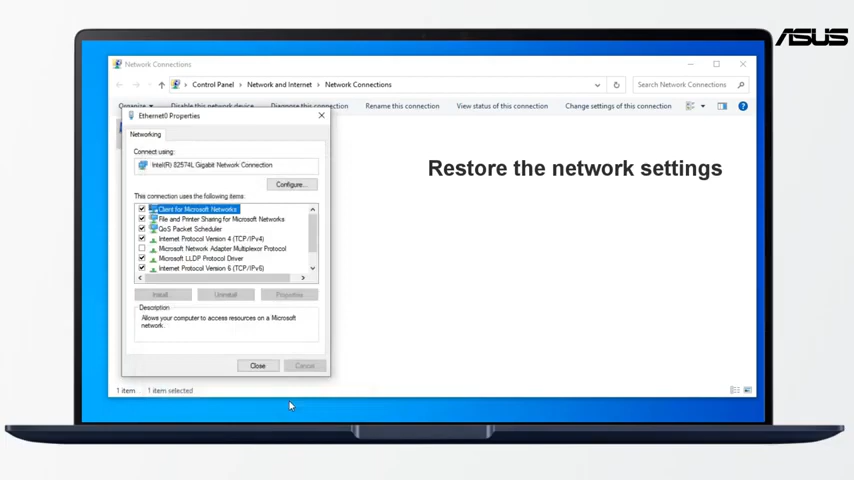 ASUS
Network Connections
Control Panel > Network and Internet > Network Connections
Search Network Connections
Organize
Disable this network device
Diagnose this connection
Rename this connection
View status of this connection
Change settings of this connection
Ethernet0 Properties
Networking
Connect using:
Intel(R) 82574L Gigabit Network Connection
Configure...
This connection uses the following items:
Client for Microsoft Networks
File and Printer Sharing for Microsoft Networks
QoS Packet Scheduler
Internet Protocol Version 4 (TCP/IPv4)
Microsoft Network Adapter Multiplexor Protocol
Microsoft LLDP Protocol Driver
Internet Protocol Version 6 (TCP/IPv6)
Install...
Uninstall
Properties
Description
Allows your computer to access resources on a Microsoft
network.
Close
Cancel
Restore the network settings
1 item
1 item selected